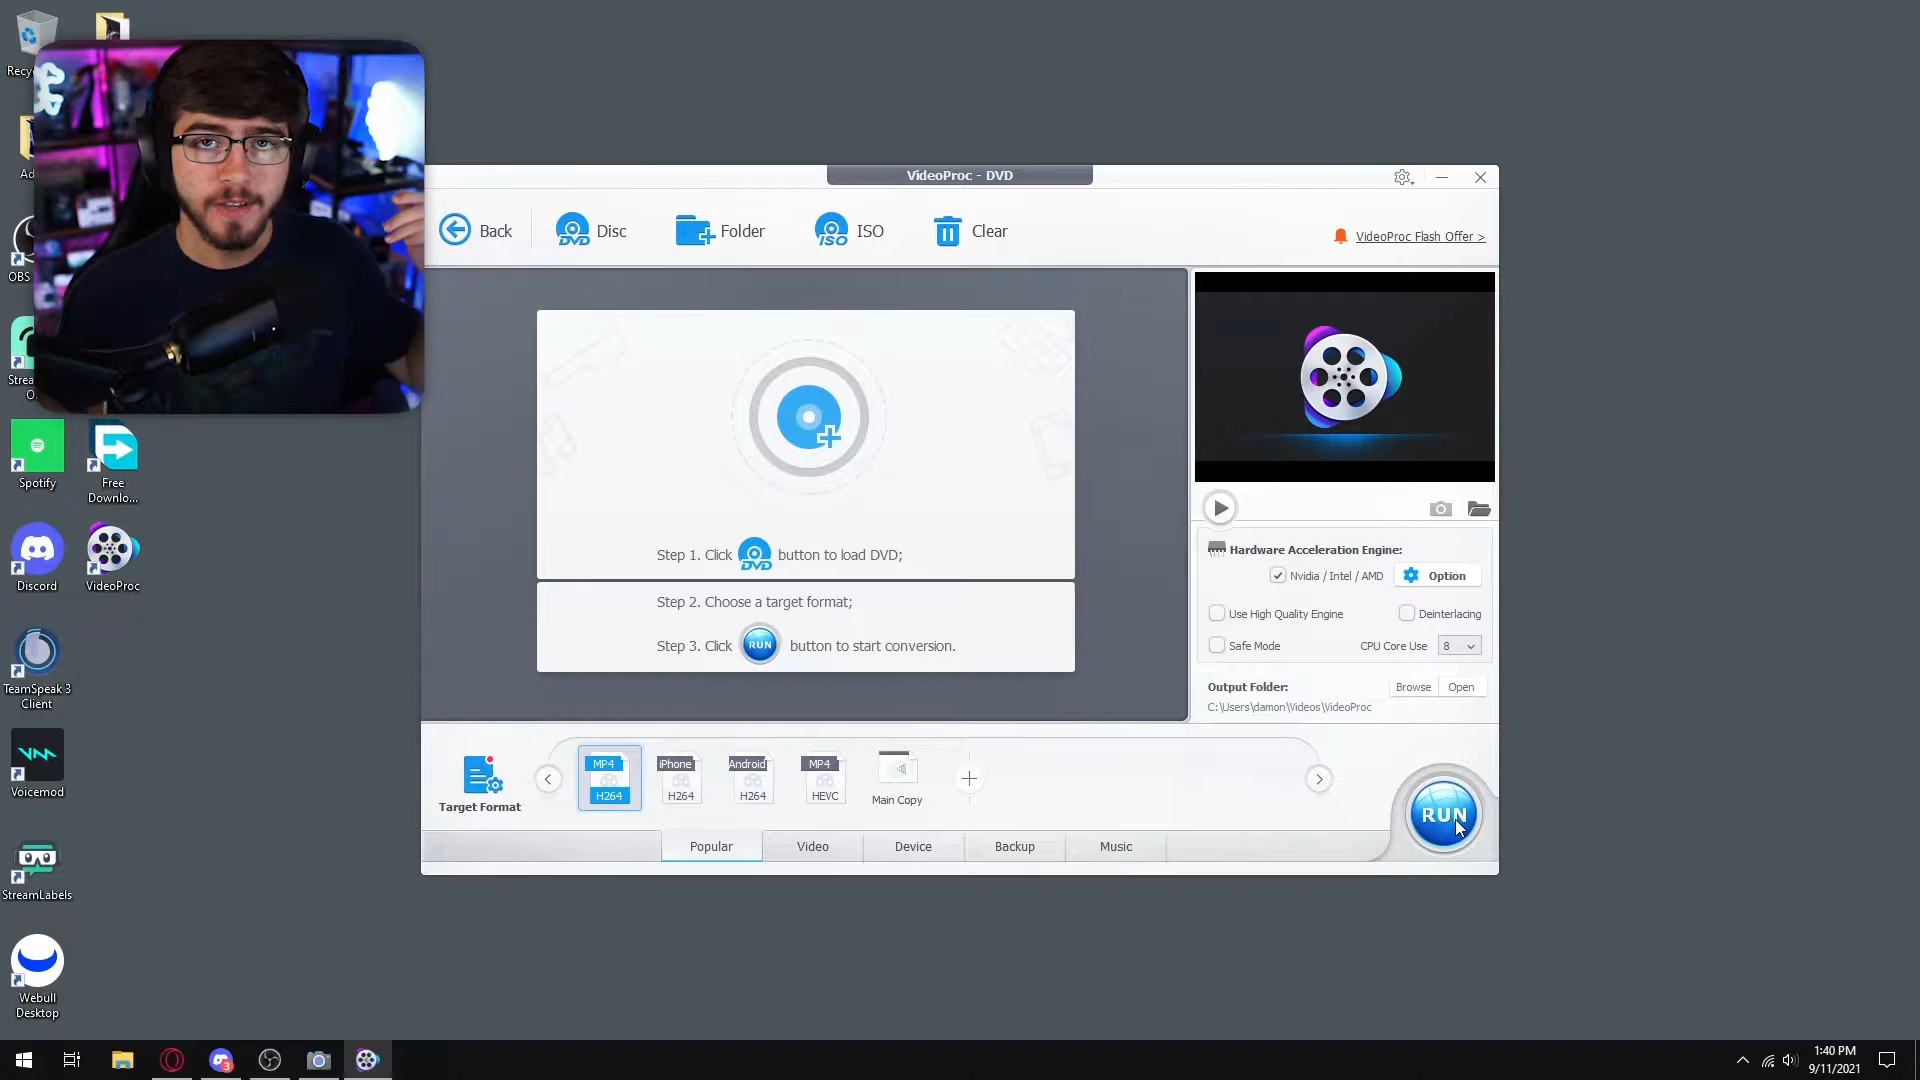 Recy
Ad
OBS
Strea
O.
Spotify
Free
Downlo...
Discord
VideoProc
TeamSpeak 3
Client
Voicemod
StreamLabels
Webull
Desktop
VideoProc - DVD
Back
DVD
Disc
Folder
ISO
ISO
Clear
VideoProc Flash Offer >
Step 1. Click DVD button to load DVD;
Step 2. Choose a target format;
Step 3. Click RUN button to start conversion.
Hardware Acceleration Engine:
Nvidia / Intel / AMD
Option
Use High Quality Engine
Deinterlacing
Safe Mode
CPU Core Use
8
Output Folder:
Browse
Open
C:\Users\damon\Videos\VideoProc
Target Format
MP4
H264
iPhone
H264
Android
H264
MP4
HEVC
Main Copy
RUN
Popular
Video
Device
Backup
Music
3
1:40 PM
9/11/2021